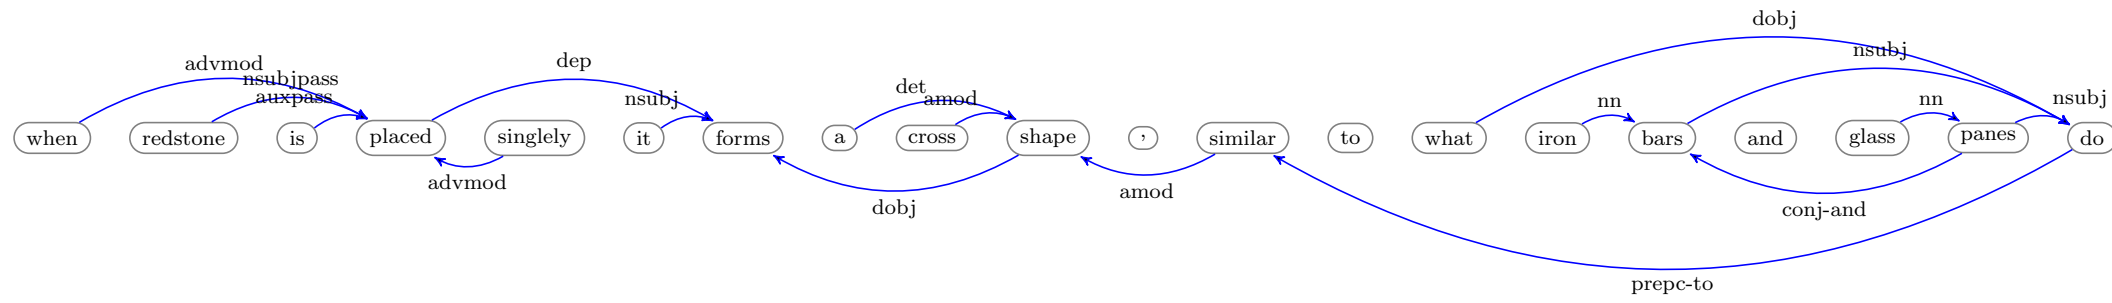 dobj
nsubj
dep
advmod
nsubjpass
det
auxpass
nsubj
amod
nn
nn
nsubj
when redstone is placed singlely it forms a cross shape , similar to what iron bars and glass panes do
advmod
amod
dobj
conj-and
prepc-to